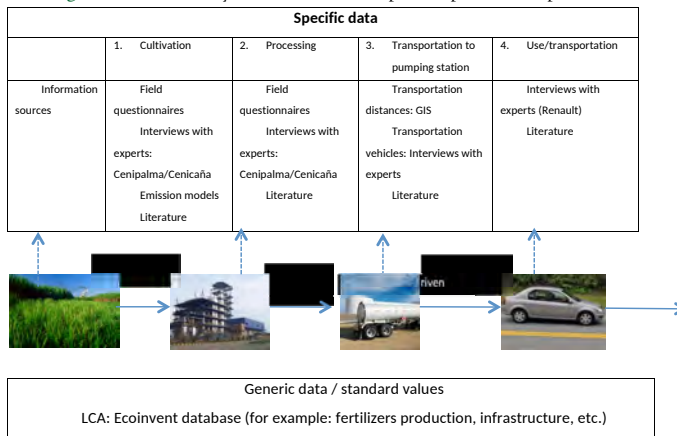 Specific data
1. Cultivation
2. Processing
3. Transportation to
pumping station
4. Use/transportation
Information
sources
Field
questionnaires
Interviews with
experts:
Cenipalma/Cenicaña
Emission models
Literature
Field
questionnaires
Interviews with
experts:
Cenipalma/Cenicaña
Literature
Transportation
distances: GIS
Transportation
vehicles: Interviews with
experts
Literature
Interviews with
experts (Renault)
Literature
riven
Generic data / standard values
LCA: Ecoinvent database (for example: fertilizers production, infrastructure, etc.)